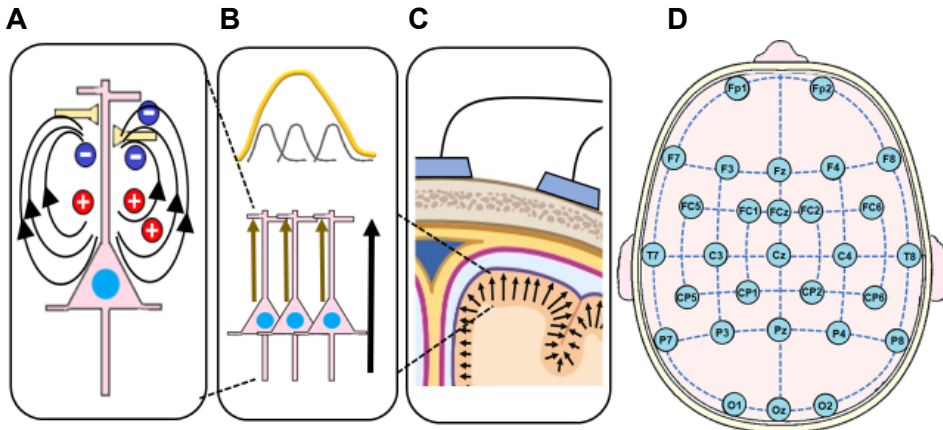 A B C D
Fp1 Fp2
F7 F3 Fz F4 F8
FC5 FC1 FCz FC2 FC6
T7 C3 Cz C4 T8
CP5 CP1 CP2 CP6
P7 P3 Pz P4 P8
O1 Oz O2